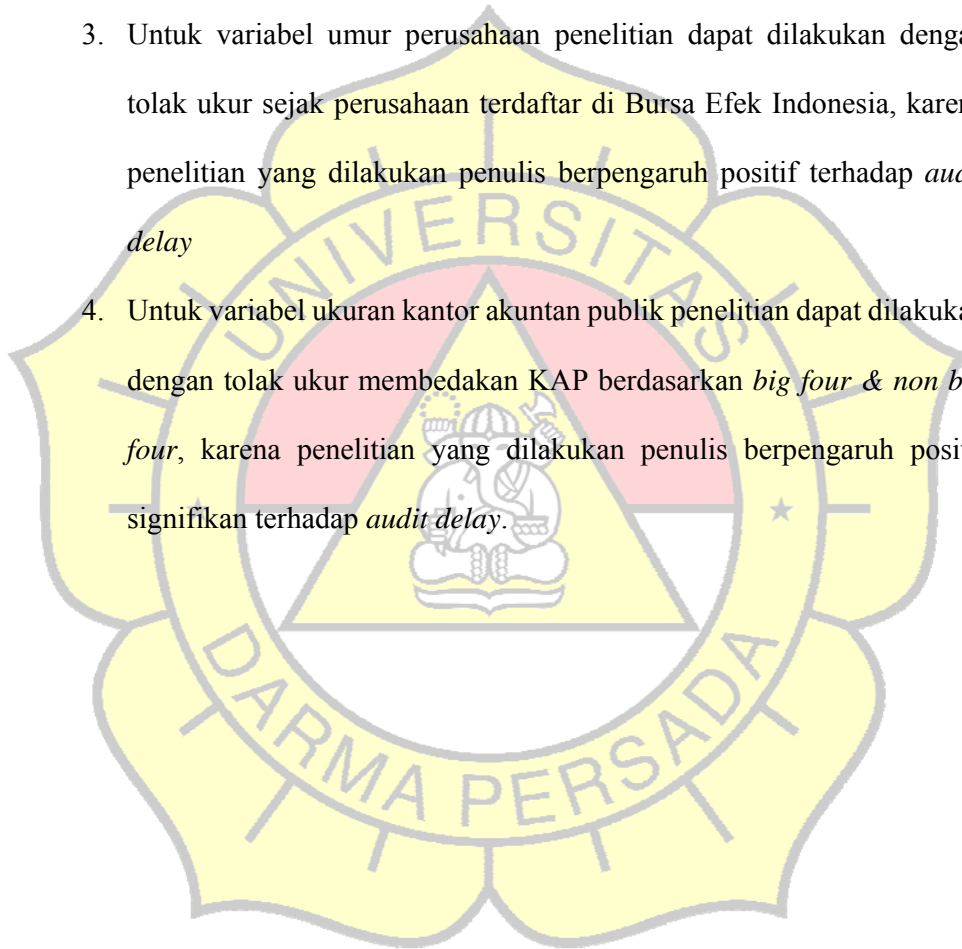 3. Untuk variabel umur perusahaan penelitian dapat dilakukan denga
tolak ukur sejak perusahaan terdaftar di Bursa Efek Indonesia, karen
penelitian yang dilakukan penulis berpengaruh positif terhadap aud
delay
4. Untuk variabel ukuran kantor akuntan publik penelitian dapat dilakuka
dengan tolak ukur membedakan KAP berdasarkan big four & non b
four, karena penelitian yang dilakukan penulis berpengaruh posit
signifikan terhadap audit delay.
UNIVERSITAS
DARMA PERSADA